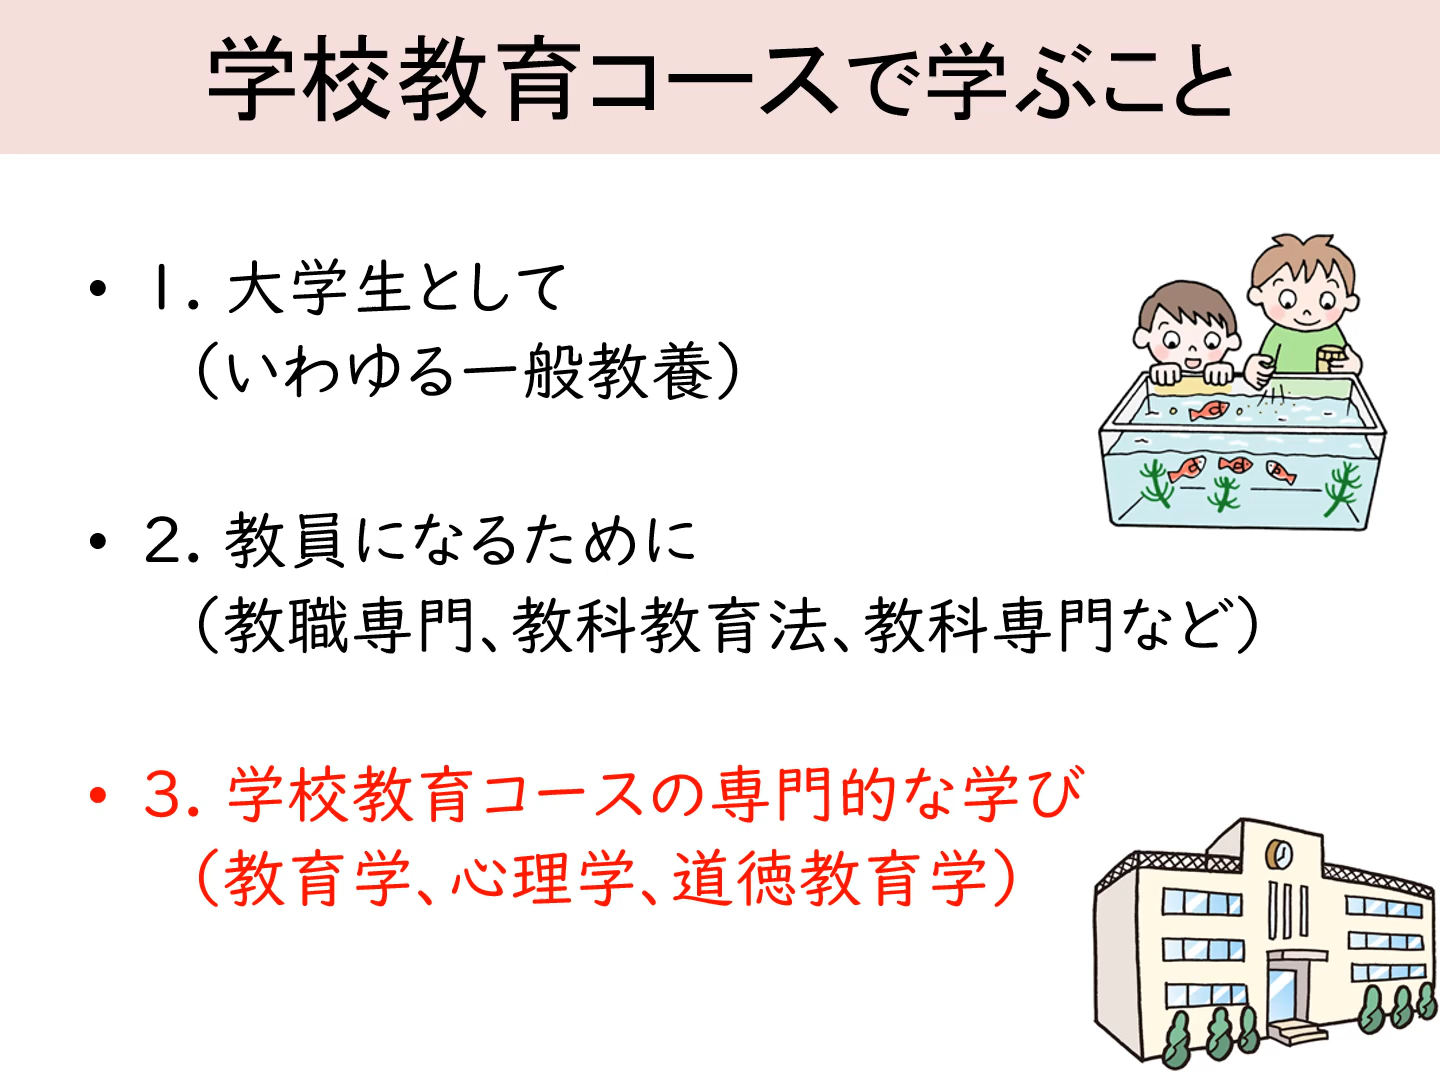 学校教育コースで学ぶこと
• 1. 大学生として
（いわゆる一般教養）
• 2. 教員になるために
（教職専門、教科教育法、教科専門など）
• 3. 学校教育コースの専門的な学び
（教育学、心理学、道徳教育学）